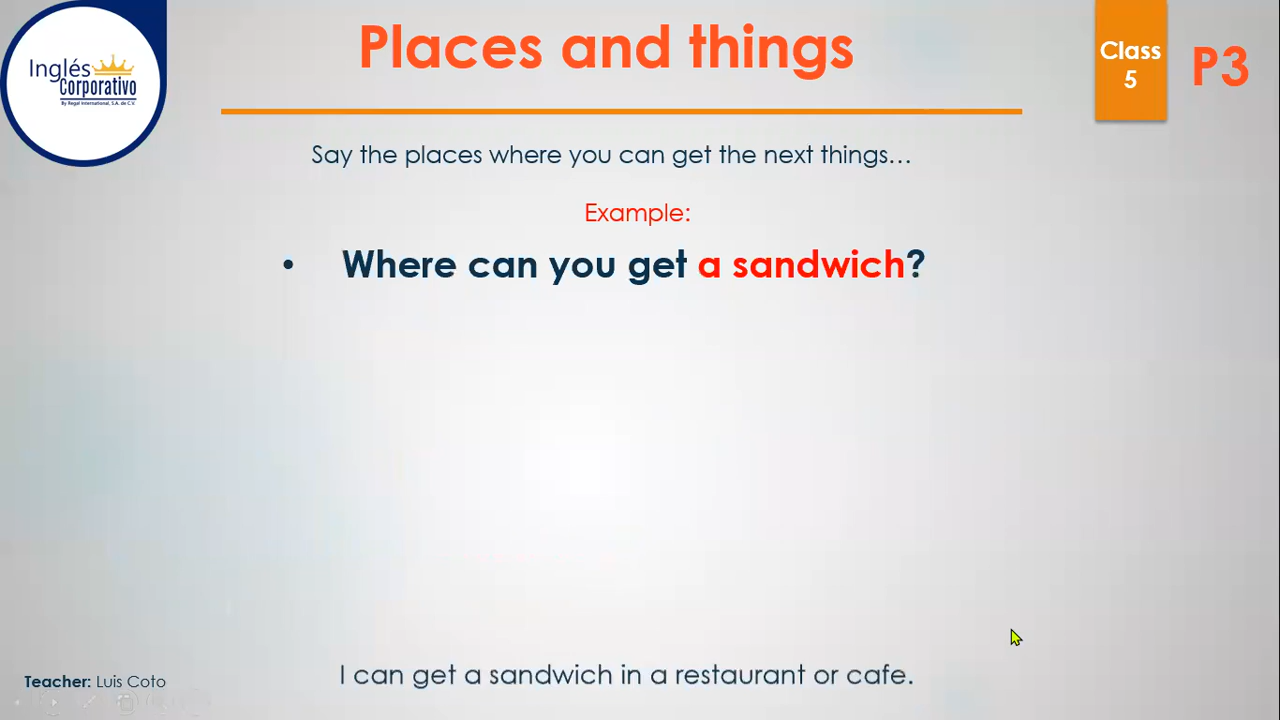 Inglés
Corporativo
By Regal International, S.A. de C.V.
Places and things
Class
5
P3
Say the places where you can get the next things...
Example:
• Where can you get a sandwich?
I can get a sandwich in a restaurant or cafe.
Teacher: Luis Coto